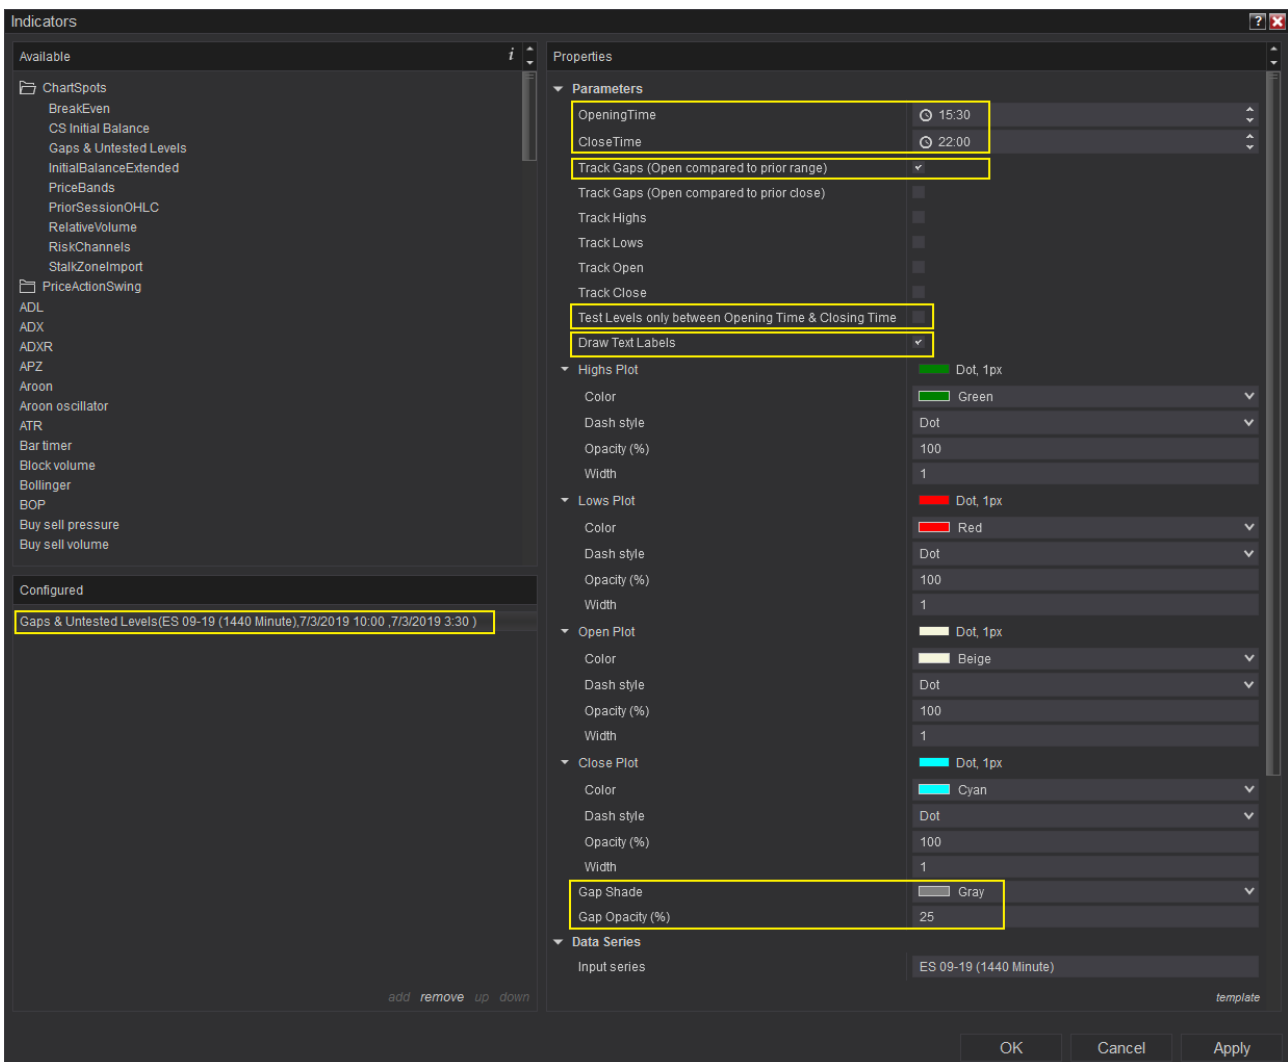 Indicators
?
Available
i
ChartSpots
BreakEven
CS Initial Balance
Gaps & Untested Levels
InitialBalanceExtended
PriceBands
PriorSessionOHLC
RelativeVolume
RiskChannels
StalkZoneImport
PriceActionSwing
ADL
ADX
ADXR
APZ
Aroon
Aroon oscillator
ATR
Bar timer
Block volume
Bollinger
BOP
Buy sell pressure
Buy sell volume
Configured
Gaps & Untested Levels(ES 09-19 (1440 Minute),7/3/2019 10:00 ,7/3/2019 3:30 )
add remove up down
Properties
Parameters
OpeningTime 15:30
CloseTime 22:00
Track Gaps (Open compared to prior range)
Track Gaps (Open compared to prior close)
Track Highs
Track Lows
Track Open
Track Close
Test Levels only between Opening Time & Closing Time
Draw Text Labels
Highs Plot Dot, 1px
Color Green
Dash style Dot
Opacity (%) 100
Width 1
Lows Plot Dot, 1px
Color Red
Dash style Dot
Opacity (%) 100
Width 1
Open Plot Dot, 1px
Color Beige
Dash style Dot
Opacity (%) 100
Width 1
Close Plot Dot, 1px
Color Cyan
Dash style Dot
Opacity (%) 100
Width 1
Gap Shade Gray
Gap Opacity (%) 25
Data Series
Input series ES 09-19 (1440 Minute)
template
OK Cancel Apply